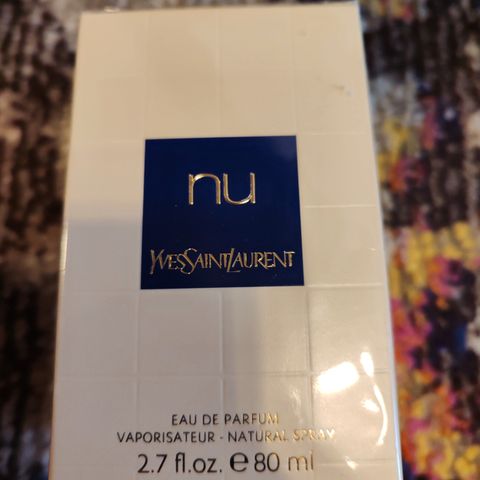 nu
YVESSAINTLAURENT
EAU DE PARFUM
VAPORISATEUR - NATURAL SPRAY
2.7 fl.oz. ℮ 80 ml